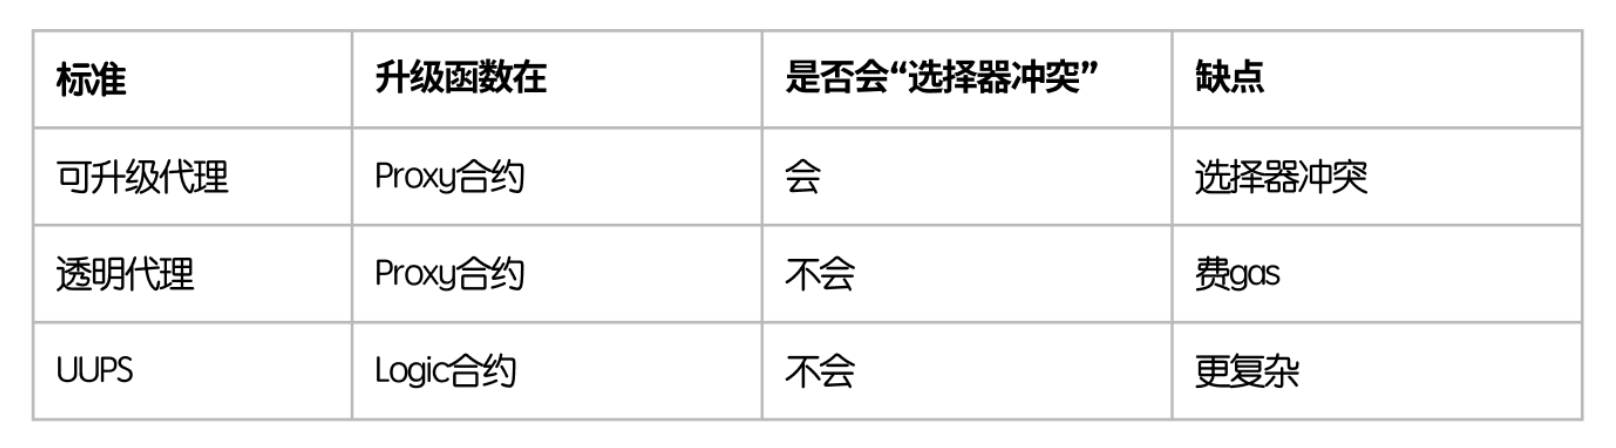 标准 升级函数在 是否会“选择器冲突” 缺点
可升级代理 Proxy合约 会 选择器冲突
透明代理 Proxy合约 不会 费gas
UUPS Logic合约 不会 更复杂